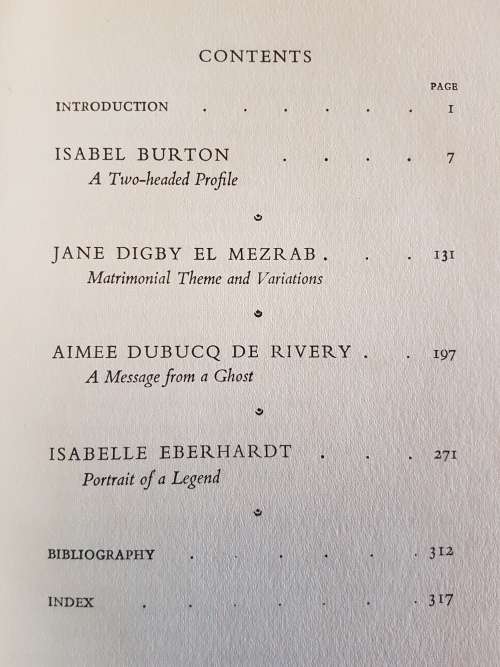 CONTENTS
PAGE
INTRODUCTION . . . . . . 1
ISABEL BURTON . . . . 7
A Two-headed Profile
JANE DIGBY EL MEZRAB . . . 131
Matrimonial Theme and Variations
AIMEE DUBUCQ DE RIVERY . . 197
A Message from a Ghost
ISABELLE EBERHARDT . . . 271
Portrait of a Legend
BIBLIOGRAPHY . . . . . . 312
INDEX . . . . . . . 317